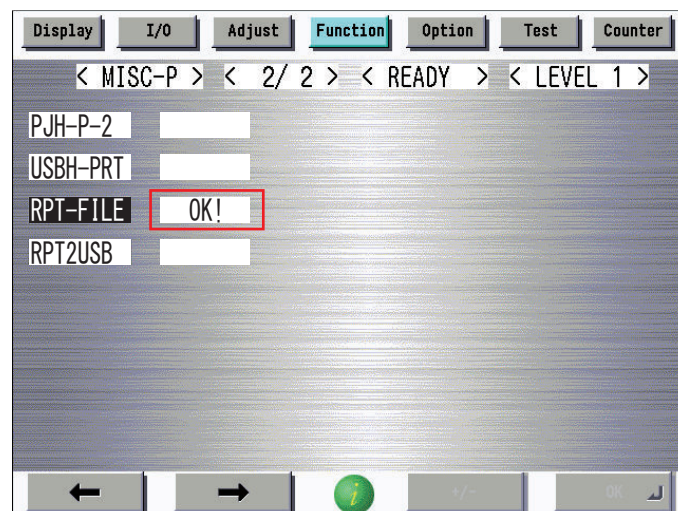 Display I/O Adjust Function Option Test Counter
< MISC-P > < 2/ 2 > < READY > < LEVEL 1 >
PJH-P-2
USBH-PRT
RPT-FILE OK!
RPT2USB
+/- OK